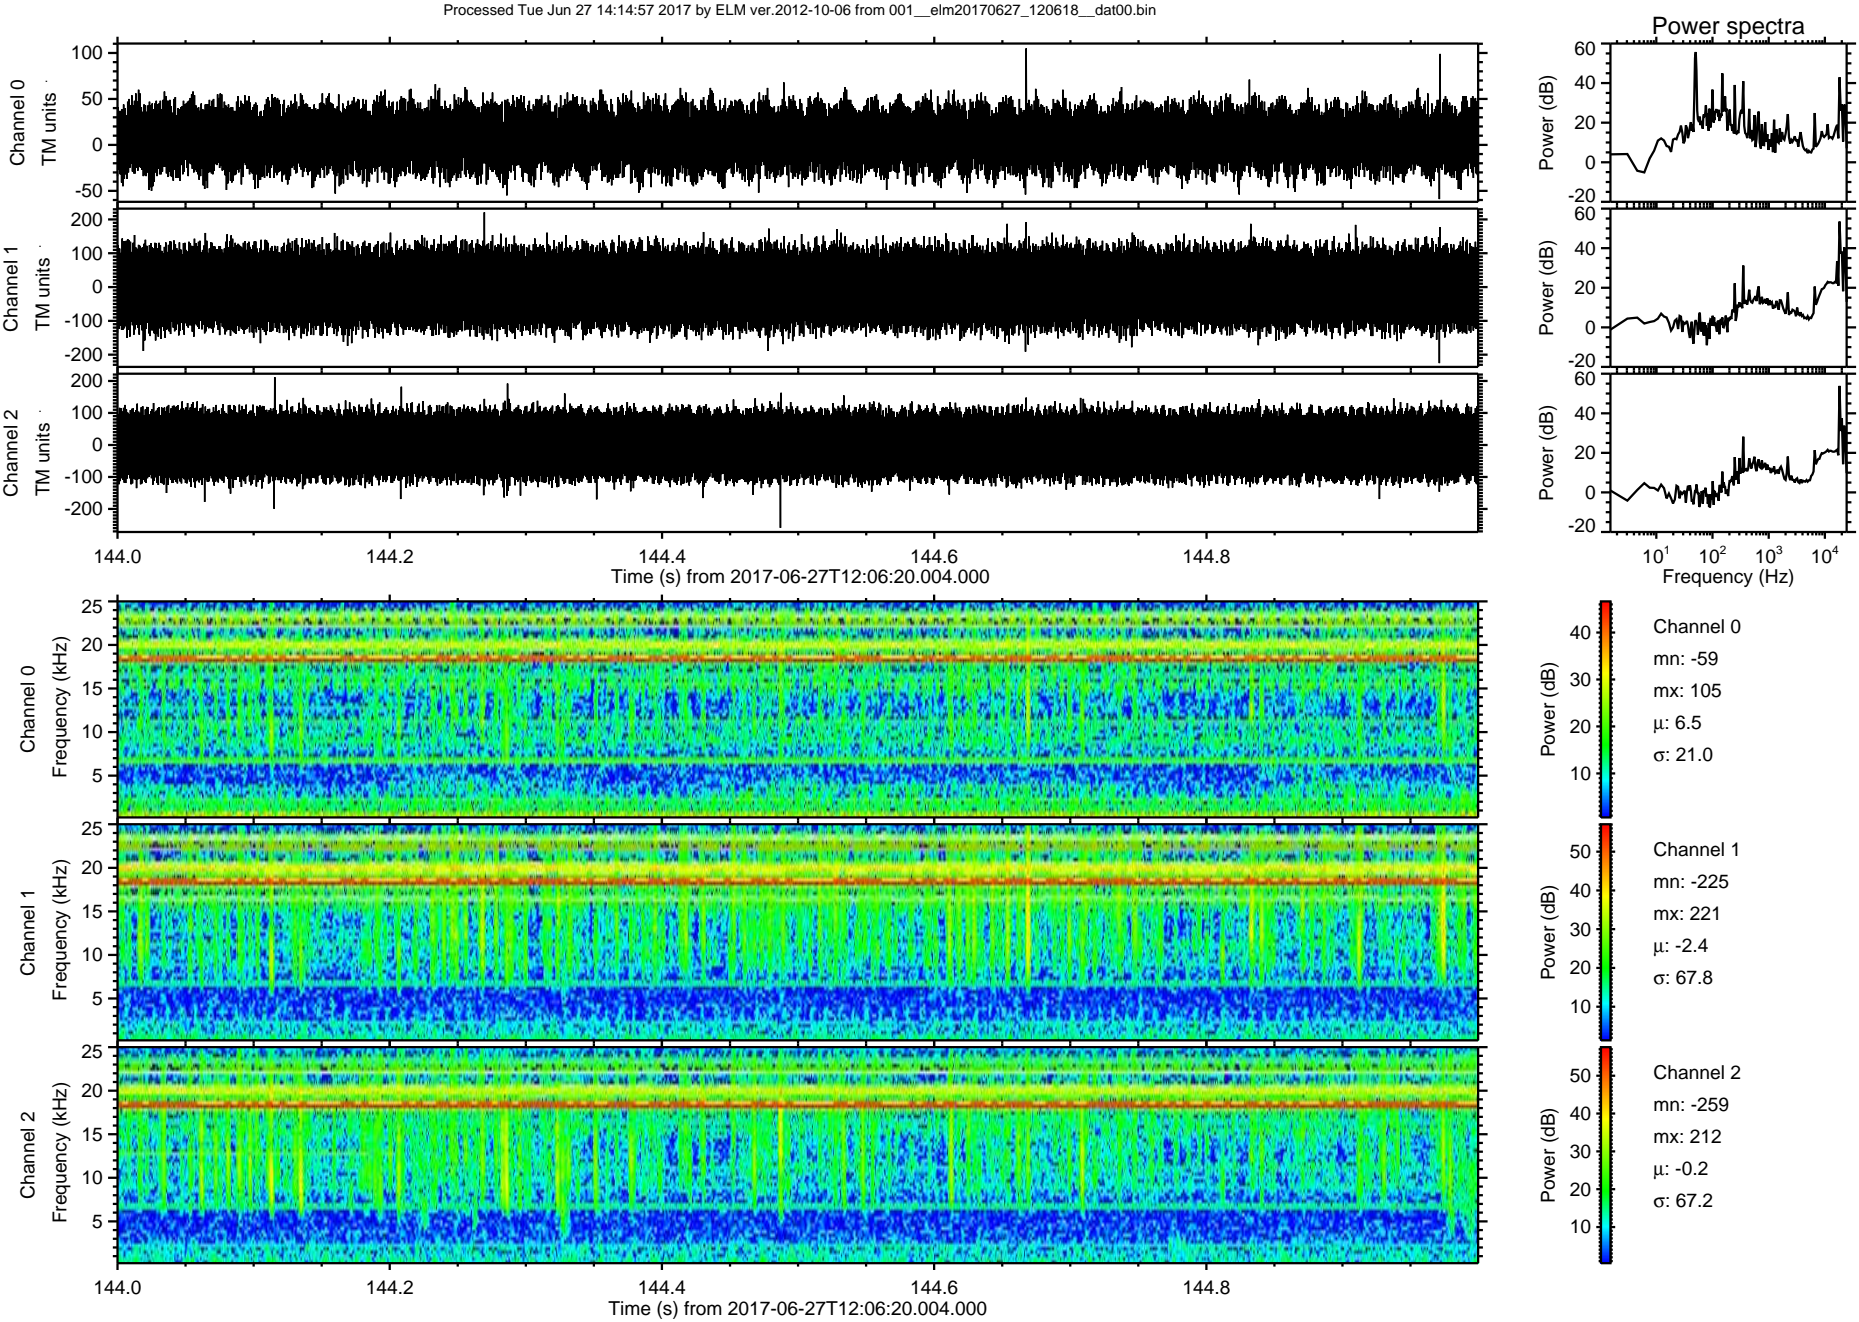 Processed Tue Jun 27 14:14:57 2017 by ELM ver.2012-10-06 from 001__elm20170627_120618__dat00.bin
Power spectra
Channel 0
TM units
100
50
0
-50
Power (dB)
60
40
20
0
-20
Channel 1
TM units
200
100
0
-100
-200
Power (dB)
60
40
20
0
-20
Channel 2
TM units
200
100
0
-100
-200
Power (dB)
60
40
20
0
-20
144.0 144.2 144.4 144.6 144.8
Time (s) from 2017-06-27T12:06:20.004.000
10¹ 10² 10³ 10⁴
Frequency (Hz)
Channel 0
Frequency (kHz)
25
20
15
10
5
Power (dB)
40
30
20
10
Channel 0
mn: -59
mx: 105
μ: 6.5
σ: 21.0
Channel 1
Frequency (kHz)
25
20
15
10
5
Power (dB)
50
40
30
20
10
Channel 1
mn: -225
mx: 221
μ: -2.4
σ: 67.8
Channel 2
Frequency (kHz)
25
20
15
10
5
Power (dB)
50
40
30
20
10
Channel 2
mn: -259
mx: 212
μ: -0.2
σ: 67.2
144.0 144.2 144.4 144.6 144.8
Time (s) from 2017-06-27T12:06:20.004.000